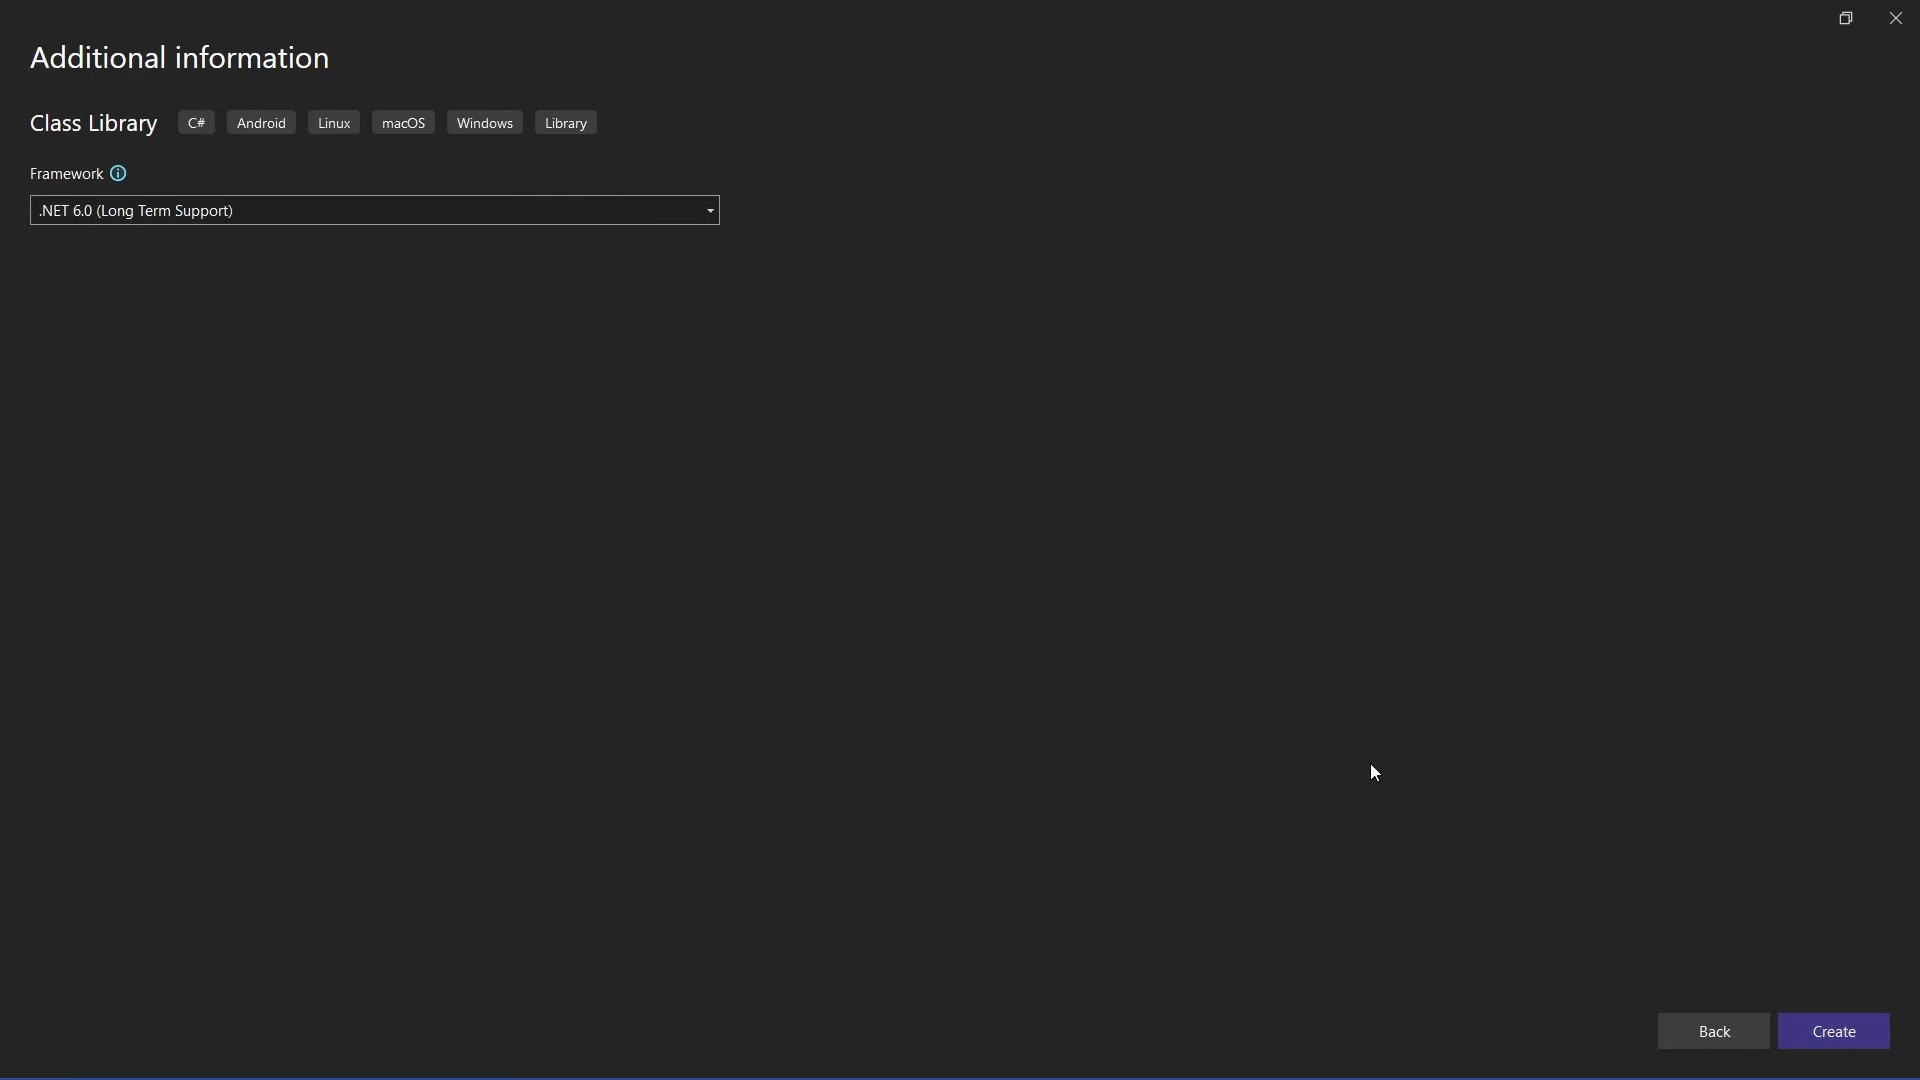 Additional information
Class Library C# Android Linux macOS Windows Library
Framework
.NET 6.0 (Long Term Support)
Back Create